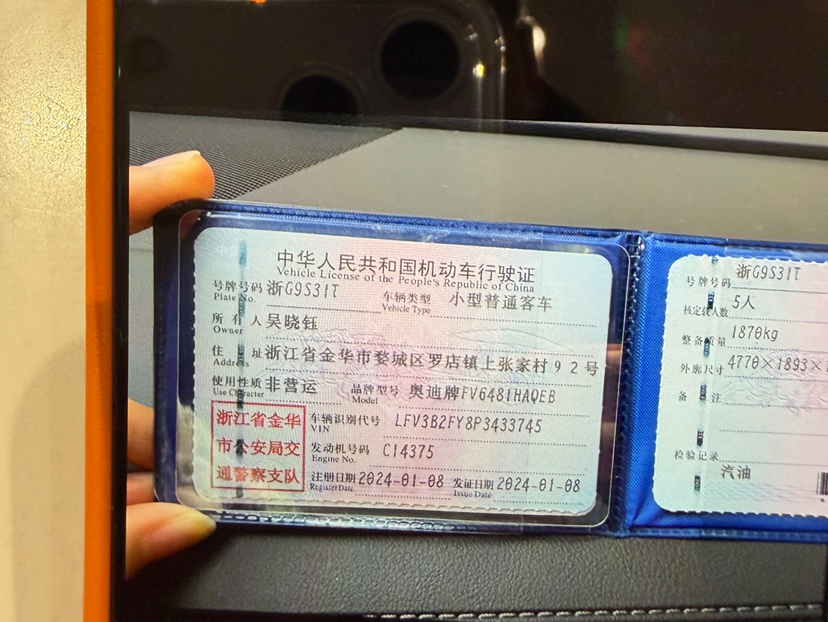 中华人民共和国机动车行驶证
Vehicle License of the People's Republic of China
号牌号码 浙G9S31T 车辆类型 小型普通客车
Plate No. Vehicle Type
所有人 吴晓钰
Owner
住址 浙江省金华市婺城区罗店镇上张家村92号
Address
使用性质 非营运 品牌型号 奥迪牌FV6481HAQEB
Use Character Model
浙江省金华
市公安局交
通警察支队
车辆识别代号 LFV3B2FY8P3433745
VIN
发动机号码 C14375
Engine No.
注册日期 2024-01-08 发证日期 2024-01-08
Register Date Issue Date
号牌号码 浙G9S31T
核定载人数 5人
整备质量 1870kg
外廓尺寸 4770×1893×
备注
检验记录
汽油